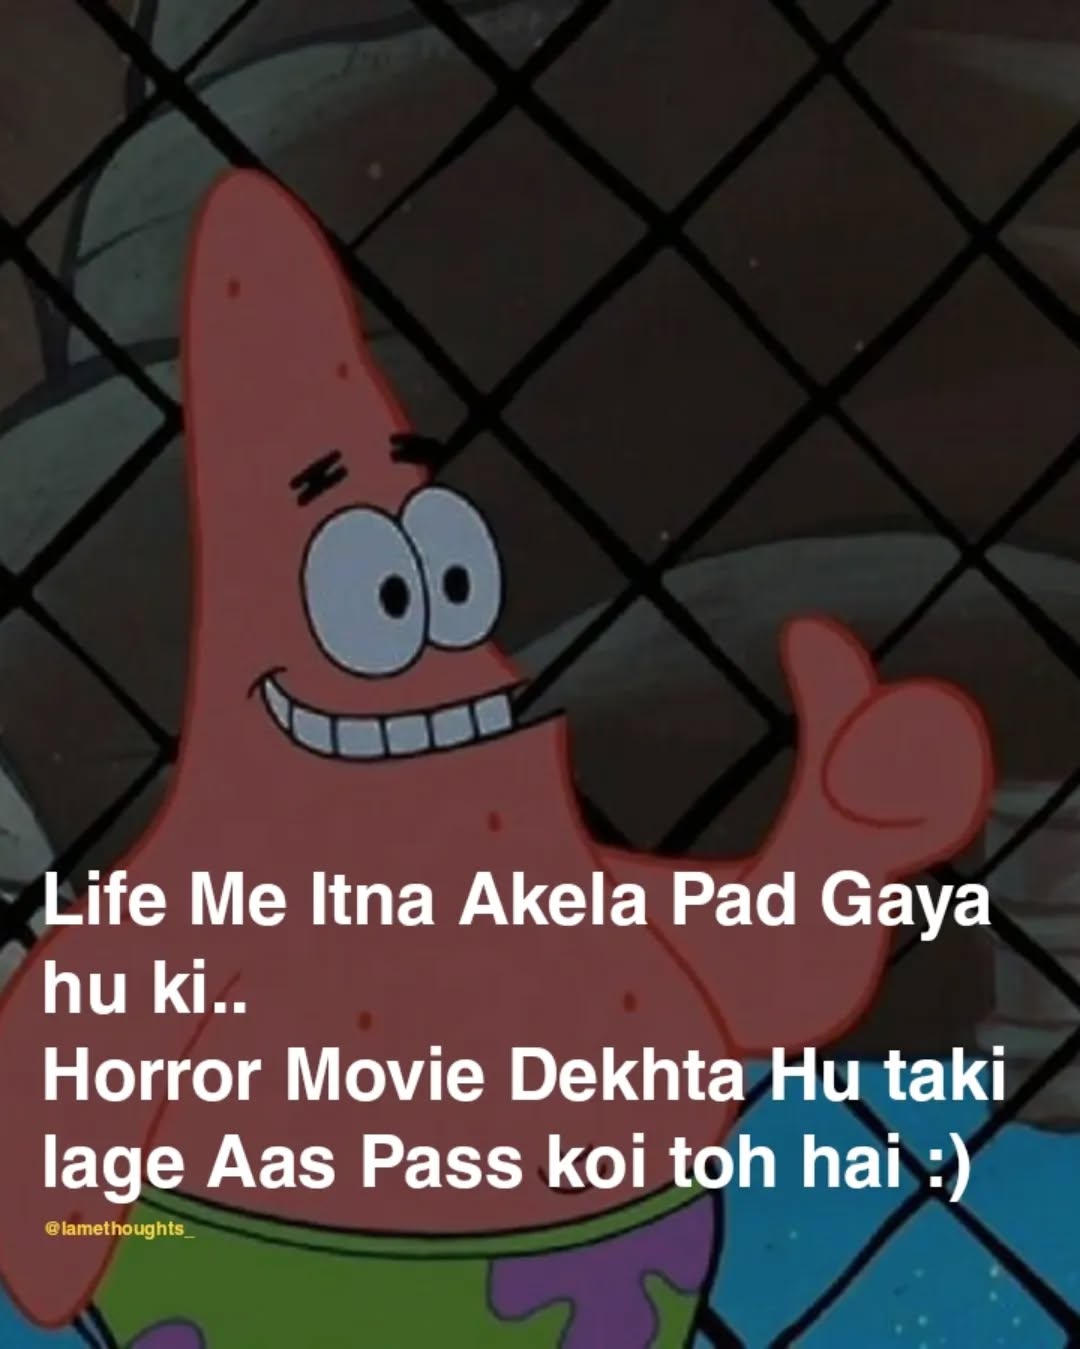 Life Me Itna Akela Pad Gaya
hu ki..
Horror Movie Dekhta Hu taki
lage Aas Pass koi toh hai :)
@lamethoughts_